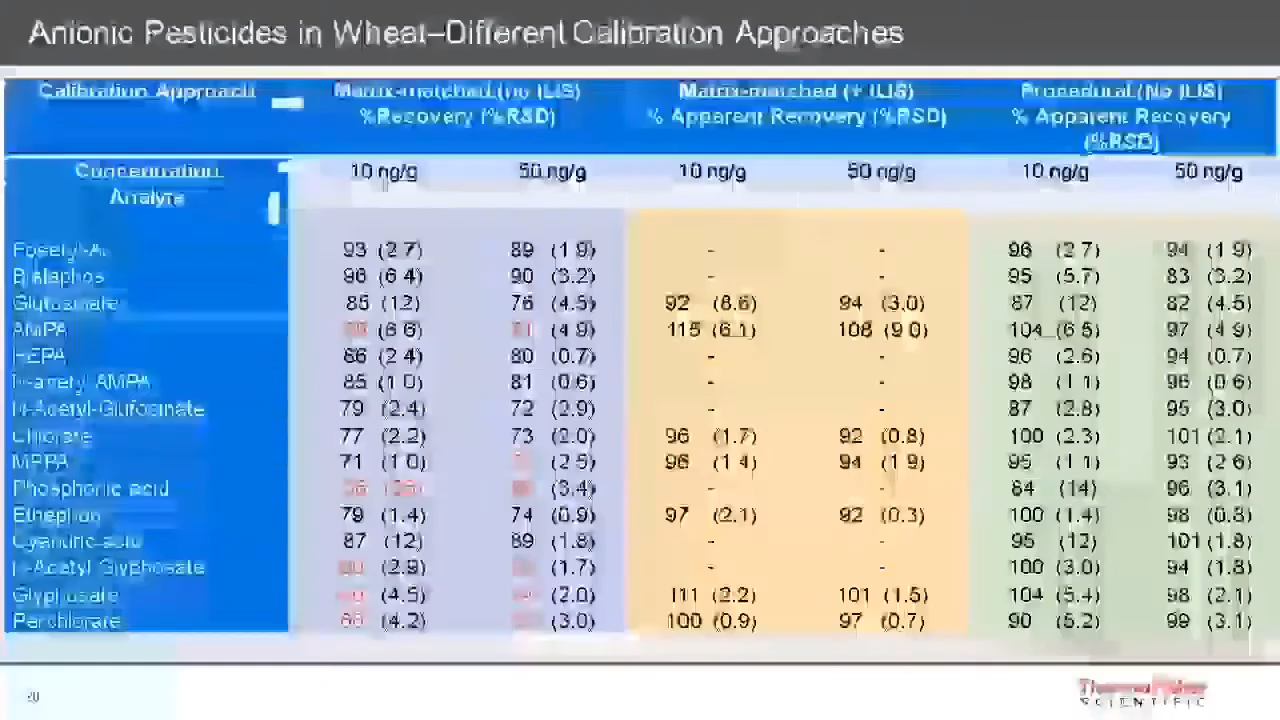 Anionic Pesticides in Wheat–Different Calibration Approaches
Calibration Approach Matrix-matched (no ILIS) Matrix-matched (+ ILIS) Procedural (No ILIS)
%Recovery (%RSD) % Apparent Recovery (%RSD) % Apparent Recovery
(%RSD)
Concentration 10 ng/g 50 ng/g 10 ng/g 50 ng/g 10 ng/g 50 ng/g
Analyte
Fosetyl-Al 93 (2.7) 89 (1.9) - - 96 (2.7) 94 (1.9)
Bialaphos 96 (6.4) 90 (3.2) - - 95 (5.7) 83 (3.2)
Glufosinate 85 (12) 76 (4.5) 92 (8.6) 94 (3.0) 87 (12) 82 (4.5)
AMPA (6.6) (4.9) 115 (6.1) 108 (9.0) 104 (6.5) 97 (4.9)
HEPA 86 (2.4) 80 (0.7) - - 96 (2.6) 94 (0.7)
N-acetyl AMPA 85 (1.0) 81 (0.6) - - 98 (1.1) 96 (0.6)
N-Acetyl-Glufosinate 79 (2.4) 72 (2.9) - - 87 (2.8) 95 (3.0)
Chlorate 77 (2.2) 73 (2.0) 96 (1.7) 92 (0.8) 100 (2.3) 101 (2.1)
MPPA 71 (1.0) (2.5) 96 (1.4) 94 (1.9) 95 (1.1) 93 (2.6)
Phosphonic acid (3.4) - - 84 (14) 96 (3.1)
Ethephon 79 (1.4) 74 (0.9) 97 (2.1) 92 (0.3) 100 (1.4) 98 (0.8)
Cyanuric acid 87 (12) 89 (1.8) - - 95 (12) 101 (1.8)
N-Acetyl Glyphosate (2.9) (1.7) - - 100 (3.0) 94 (1.8)
Glyphosate (4.5) (2.0) 111 (2.2) 101 (1.5) 104 (5.4) 98 (2.1)
Perchlorate (4.2) (3.0) 100 (0.9) 97 (0.7) 90 (5.2) 99 (3.1)
20
ThermoFisher
SCIENTIFIC